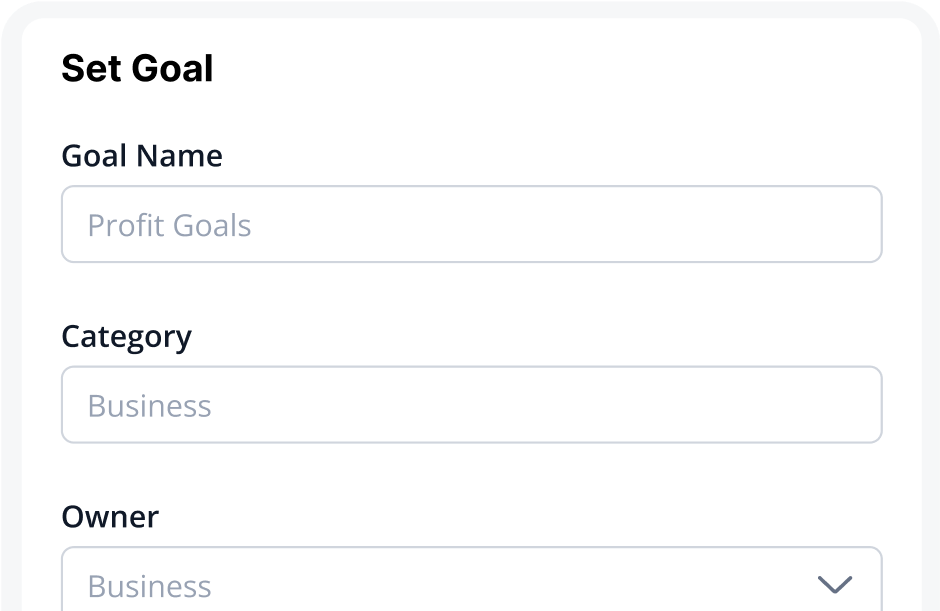 Set Goal
Goal Name
Profit Goals
Category
Business
Owner
Business